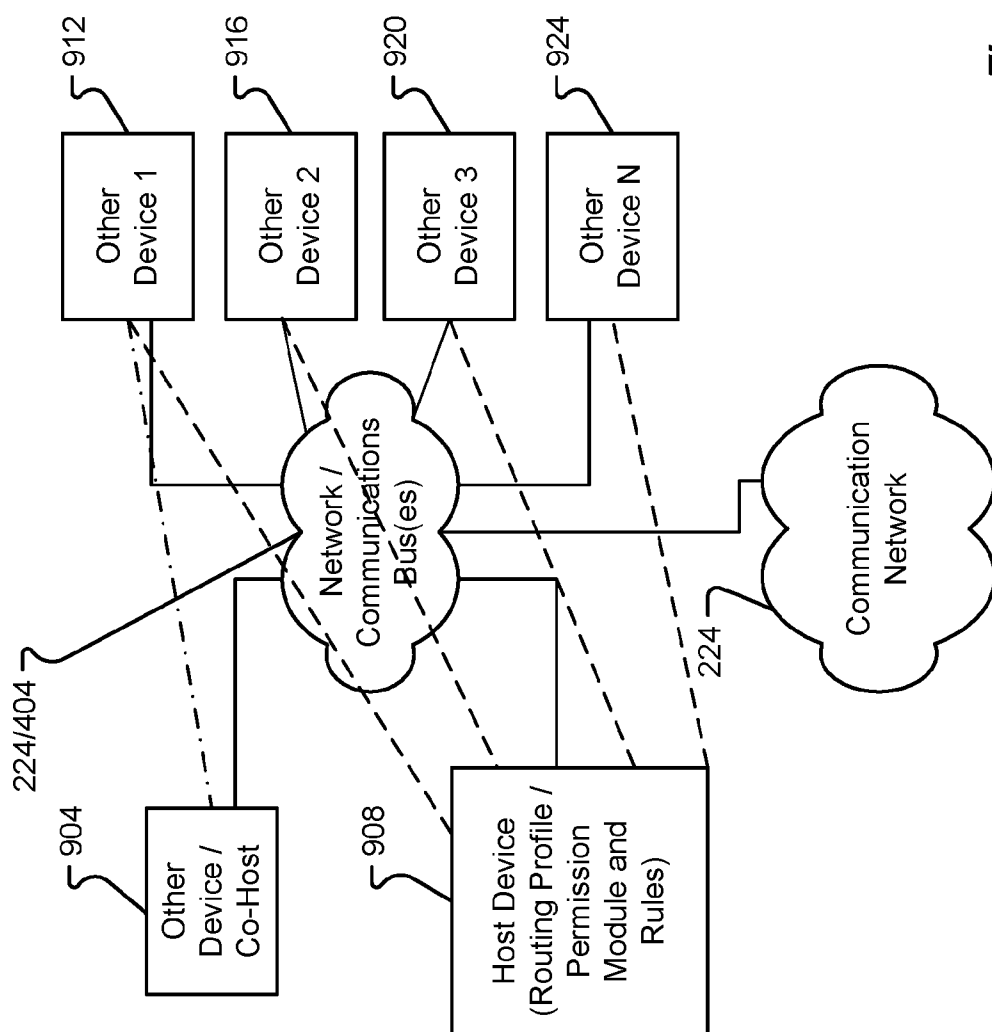 224/404
904
Other
Device /
Co-Host
908
Host Device
(Routing Profile /
Permission
Module and
Rules)
Network /
Communications
Bus(es)
912
Other
Device 1
916
Other
Device 2
920
Other
Device 3
924
Other
Device N
224
Communication
Network